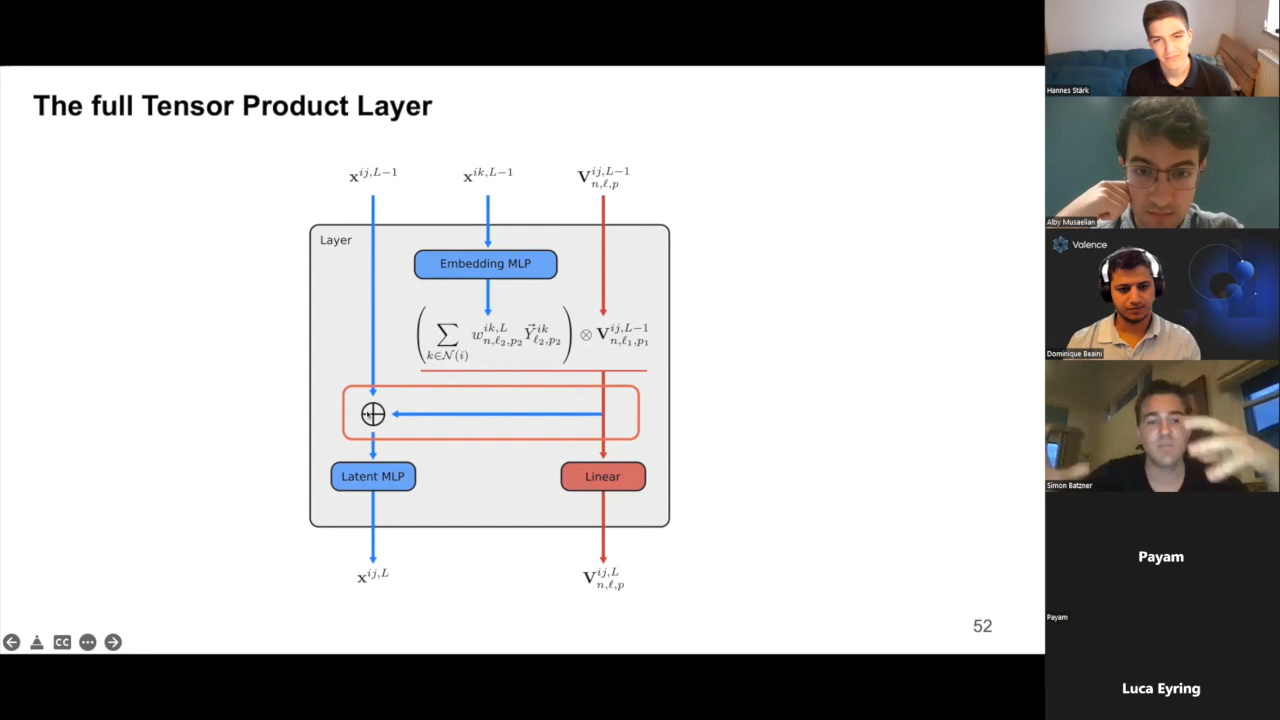 The full Tensor Product Layer
x^{ij,L-1} x^{ik,L-1} V^{ij,L-1}_{n,ℓ,p}
Layer
Embedding MLP
(∑_{k∈N(i)} w^{ik,L}_{n,ℓ₂,p₂} Y⃗^{ik}_{ℓ₂,p₂}) ⊗ V^{ij,L-1}_{n,ℓ₁,p₁}
Latent MLP Linear
x^{ij,L} V^{ij,L}_{n,ℓ,p}
52
CC
Hannes Stärk
Alby Musaelian
Valence
Dominique Beaini
Simon Batzner
Payam
Payam
Luca Eyring